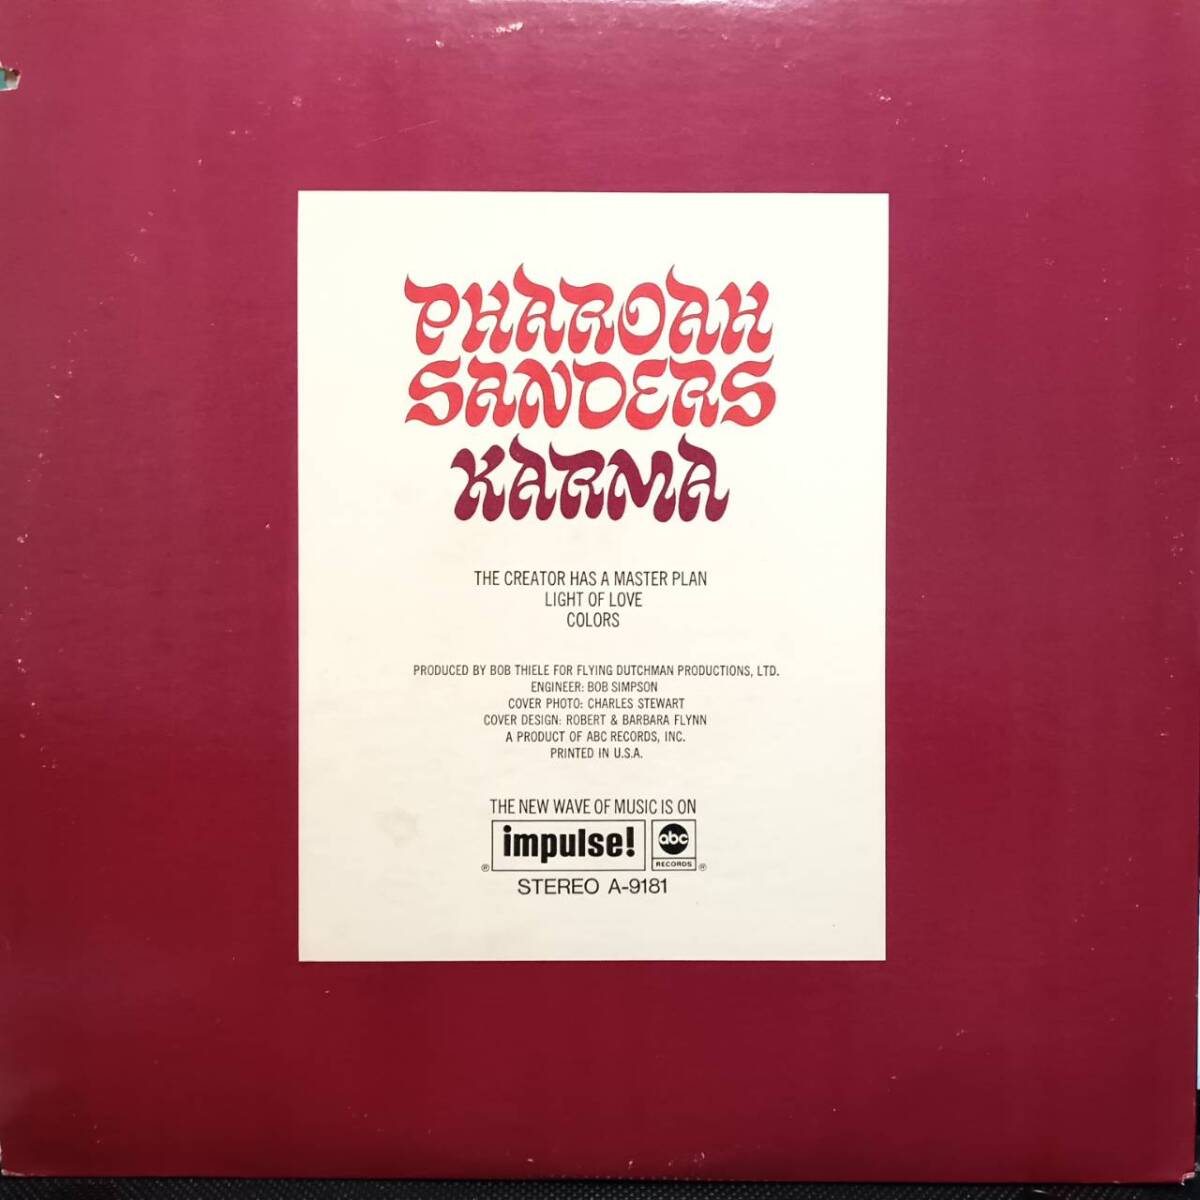 PHAROAH
SANDERS
KARMA
THE CREATOR HAS A MASTER PLAN
LIGHT OF LOVE
COLORS
PRODUCED BY BOB THIELE FOR FLYING DUTCHMAN PRODUCTIONS, LTD.
ENGINEER: BOB SIMPSON
COVER PHOTO: CHARLES STEWART
COVER DESIGN: ROBERT & BARBARA FLYNN
A PRODUCT OF ABC RECORDS, INC.
PRINTED IN U.S.A.
THE NEW WAVE OF MUSIC IS ON
® impulse! abc
RECORDS ®
STEREO A-9181